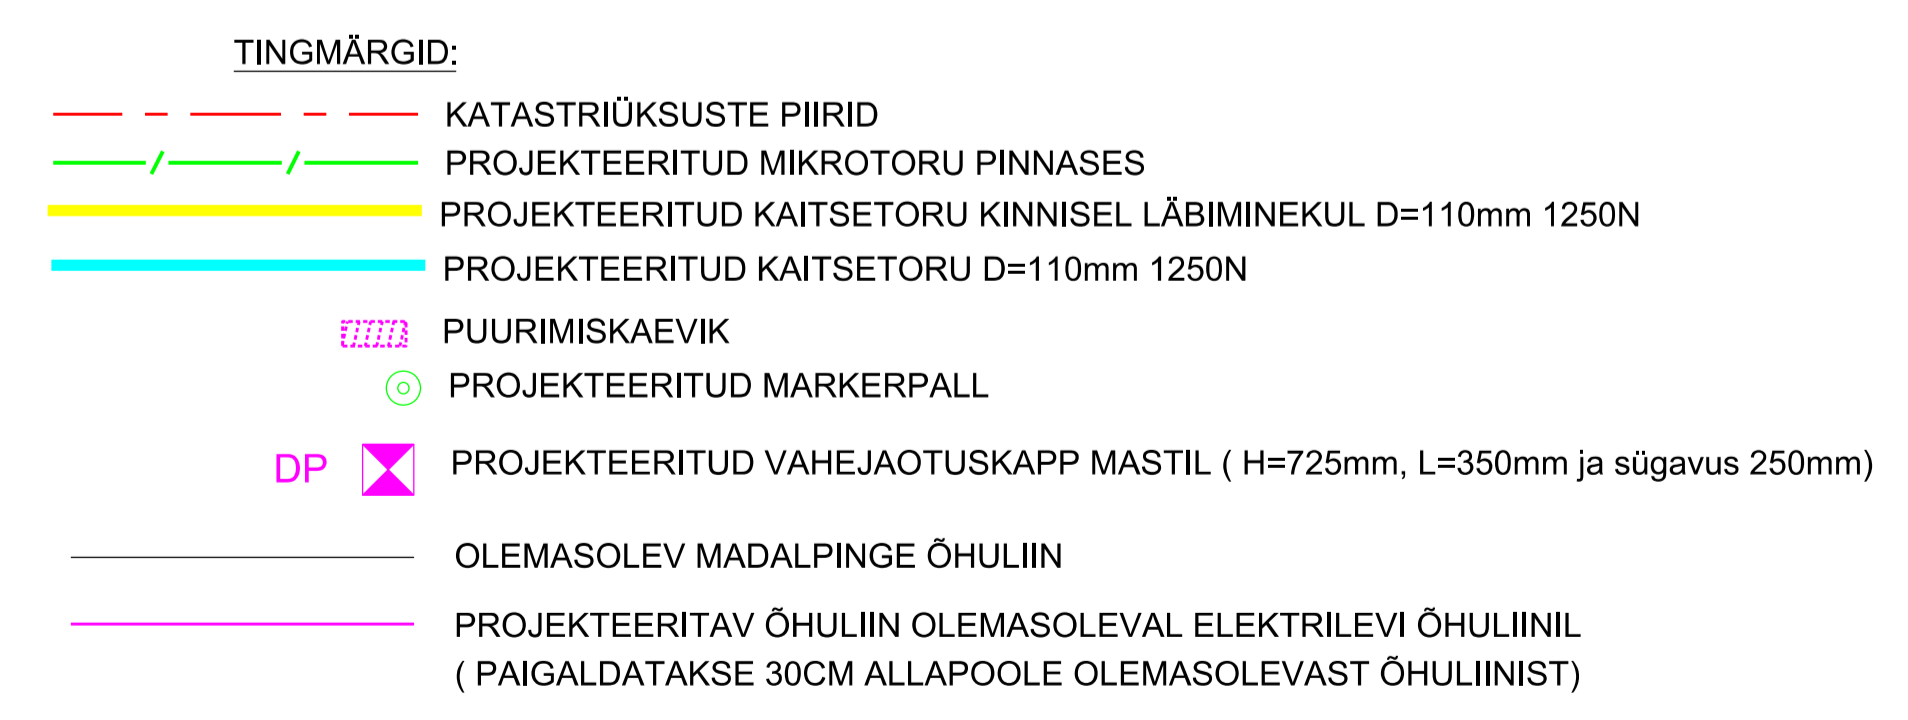 TINGMÄRGID:
KATASTRIÜKSUSTE PIIRID
PROJEKTEERITUD MIKROTORU PINNASES
PROJEKTEERITUD KAITSETORU KINNISEL LÄBIMINEKUL D=110mm 1250N
PROJEKTEERITUD KAITSETORU D=110mm 1250N
PUURIMISKAEVIK
PROJEKTEERITUD MARKERPALL
DP PROJEKTEERITUD VAHEJAOTUSKAPP MASTIL ( H=725mm, L=350mm ja sügavus 250mm)
OLEMASOLEV MADALPINGE ÕHULIIN
PROJEKTEERITAV ÕHULIIN OLEMASOLEVAL ELEKTRILEVI ÕHULIINIL
( PAIGALDATAKSE 30CM ALLAPOOLE OLEMASOLEVAST ÕHULIINIST)